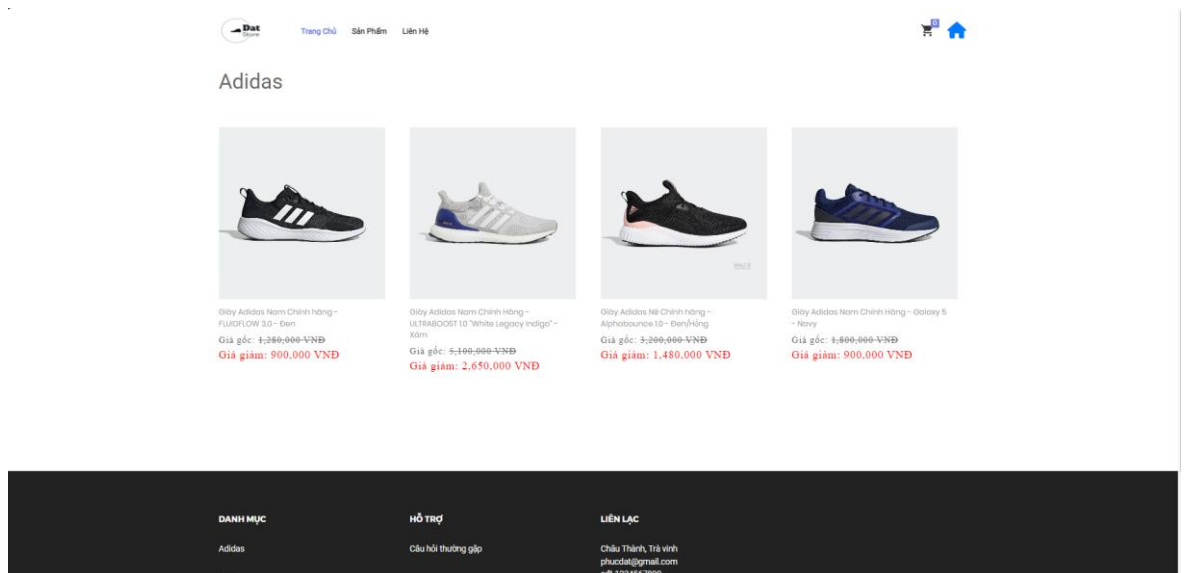 Dat
Store
Trang Chủ Sản Phẩm Liên Hệ
0
Adidas
Giày Adidas Nam Chính hãng -
FLUIDFLOW 3.0 - Đen
Giá gốc: 1,280,000 VNĐ
Giá giảm: 900,000 VNĐ
Giày Adidas Nam Chính Hãng -
ULTRABOOST 1.0 "White Legacy Indigo" -
Xám
Giá gốc: 5,100,000 VNĐ
Giá giảm: 2,650,000 VNĐ
Giày Adidas Nữ Chính hãng -
Alphabounce 1.0 - Đen/Hồng
Giá gốc: 3,200,000 VNĐ
Giá giảm: 1,480,000 VNĐ
Giày Adidas Nam Chính Hãng - Galaxy 5
- Navy
Giá gốc: 1,800,000 VNĐ
Giá giảm: 900,000 VNĐ
DANH MỤC
Adidas
HỖ TRỢ
Câu hỏi thường gặp
LIÊN LẠC
Châu Thành, Trà vinh
phucdat@gmail.com